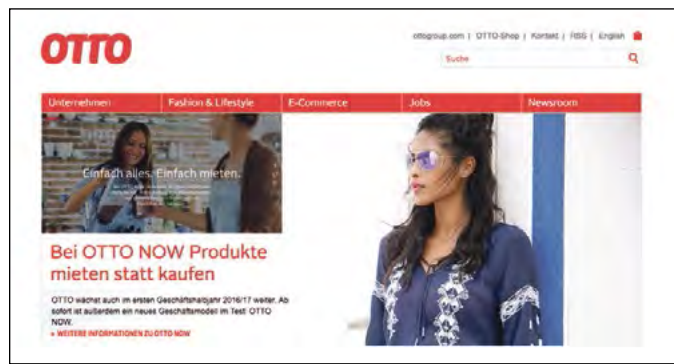 OTTO
ottogroup.com | OTTO-Shop | Kontakt | RSS | English
Suche
Unternehmen Fashion & Lifestyle E-Commerce Jobs Newsroom
Einfach alles. Einfach mieten.
Bei OTTO NOW Produkte
mieten statt kaufen
OTTO wächst auch im ersten Geschäftshalbjahr 2016/17 weiter. Ab
sofort ist außerdem ein neues Geschäftsmodell im Test: OTTO
NOW.
» WEITERE INFORMATIONEN ZU OTTO NOW